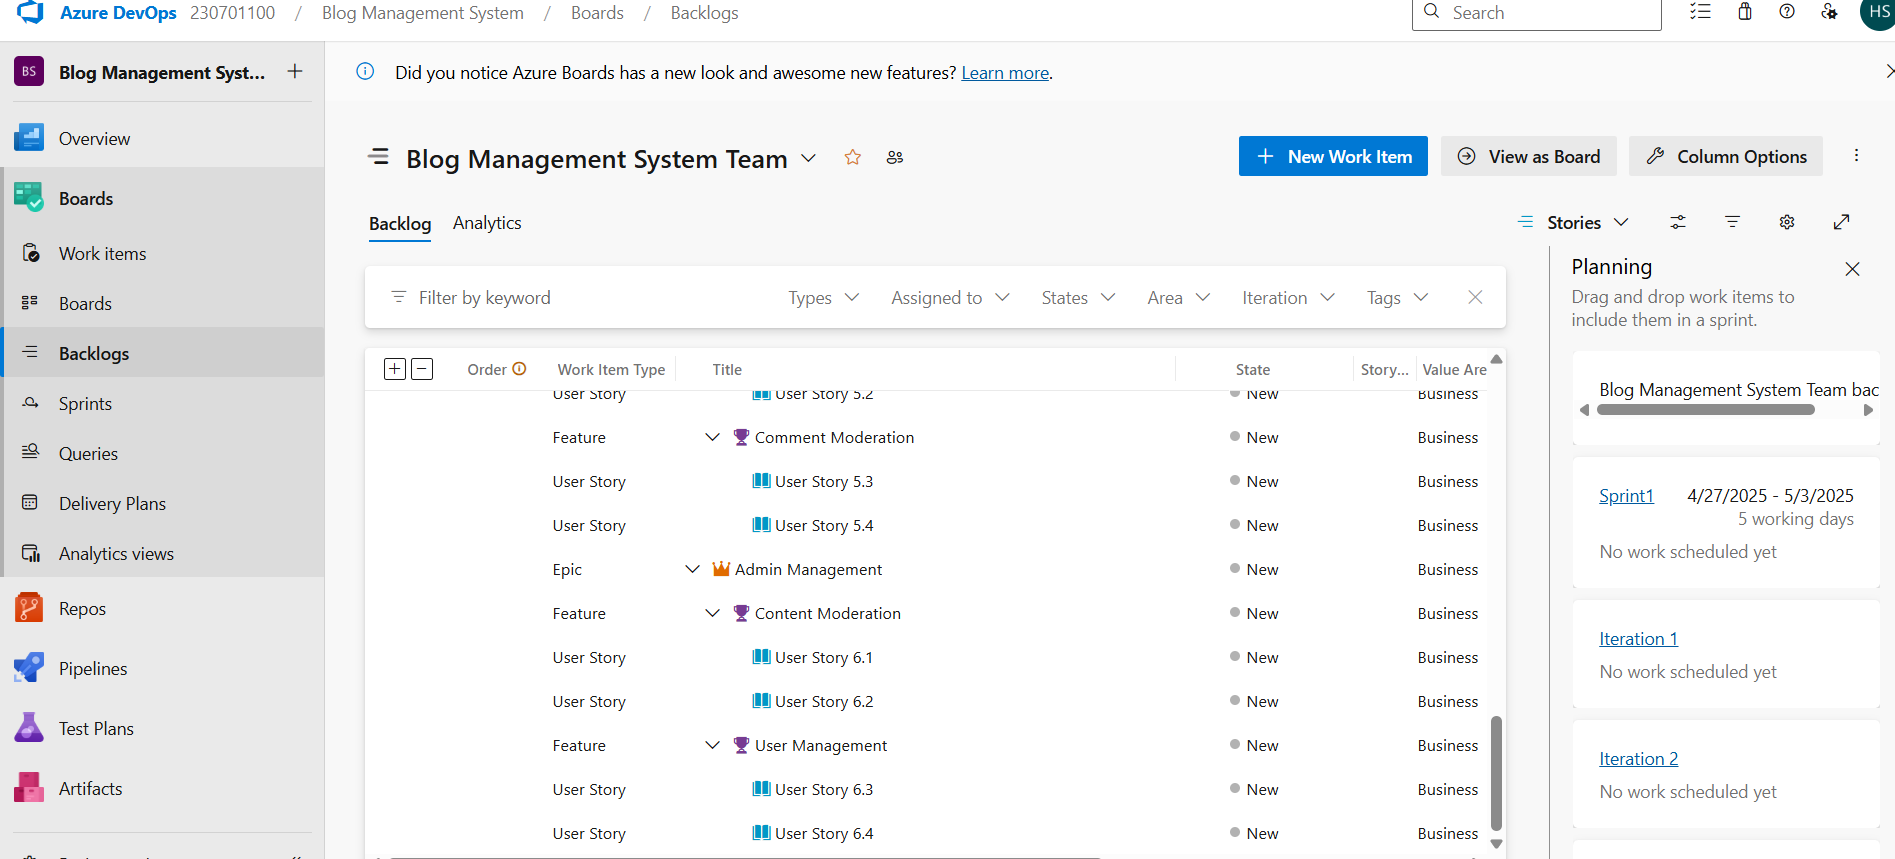 Azure DevOps 230701100 / Blog Management System / Boards / Backlogs
Search
HS
BS Blog Management Syst...
Did you notice Azure Boards has a new look and awesome new features? Learn more.
Overview
Boards
Work items
Boards
Backlogs
Sprints
Queries
Delivery Plans
Analytics views
Repos
Pipelines
Test Plans
Artifacts
Blog Management System Team
New Work Item
View as Board
Column Options
Backlog Analytics
Stories
Filter by keyword Types Assigned to States Area Iteration Tags
Order Work Item Type Title State Story... Value Are
User Story User Story 5.2 New Business
Feature Comment Moderation New Business
User Story User Story 5.3 New Business
User Story User Story 5.4 New Business
Epic Admin Management New Business
Feature Content Moderation New Business
User Story User Story 6.1 New Business
User Story User Story 6.2 New Business
Feature User Management New Business
User Story User Story 6.3 New Business
User Story User Story 6.4 New Business
Planning
Drag and drop work items to
include them in a sprint.
Blog Management System Team bac
Sprint1 4/27/2025 - 5/3/2025
5 working days
No work scheduled yet
Iteration 1
No work scheduled yet
Iteration 2
No work scheduled yet